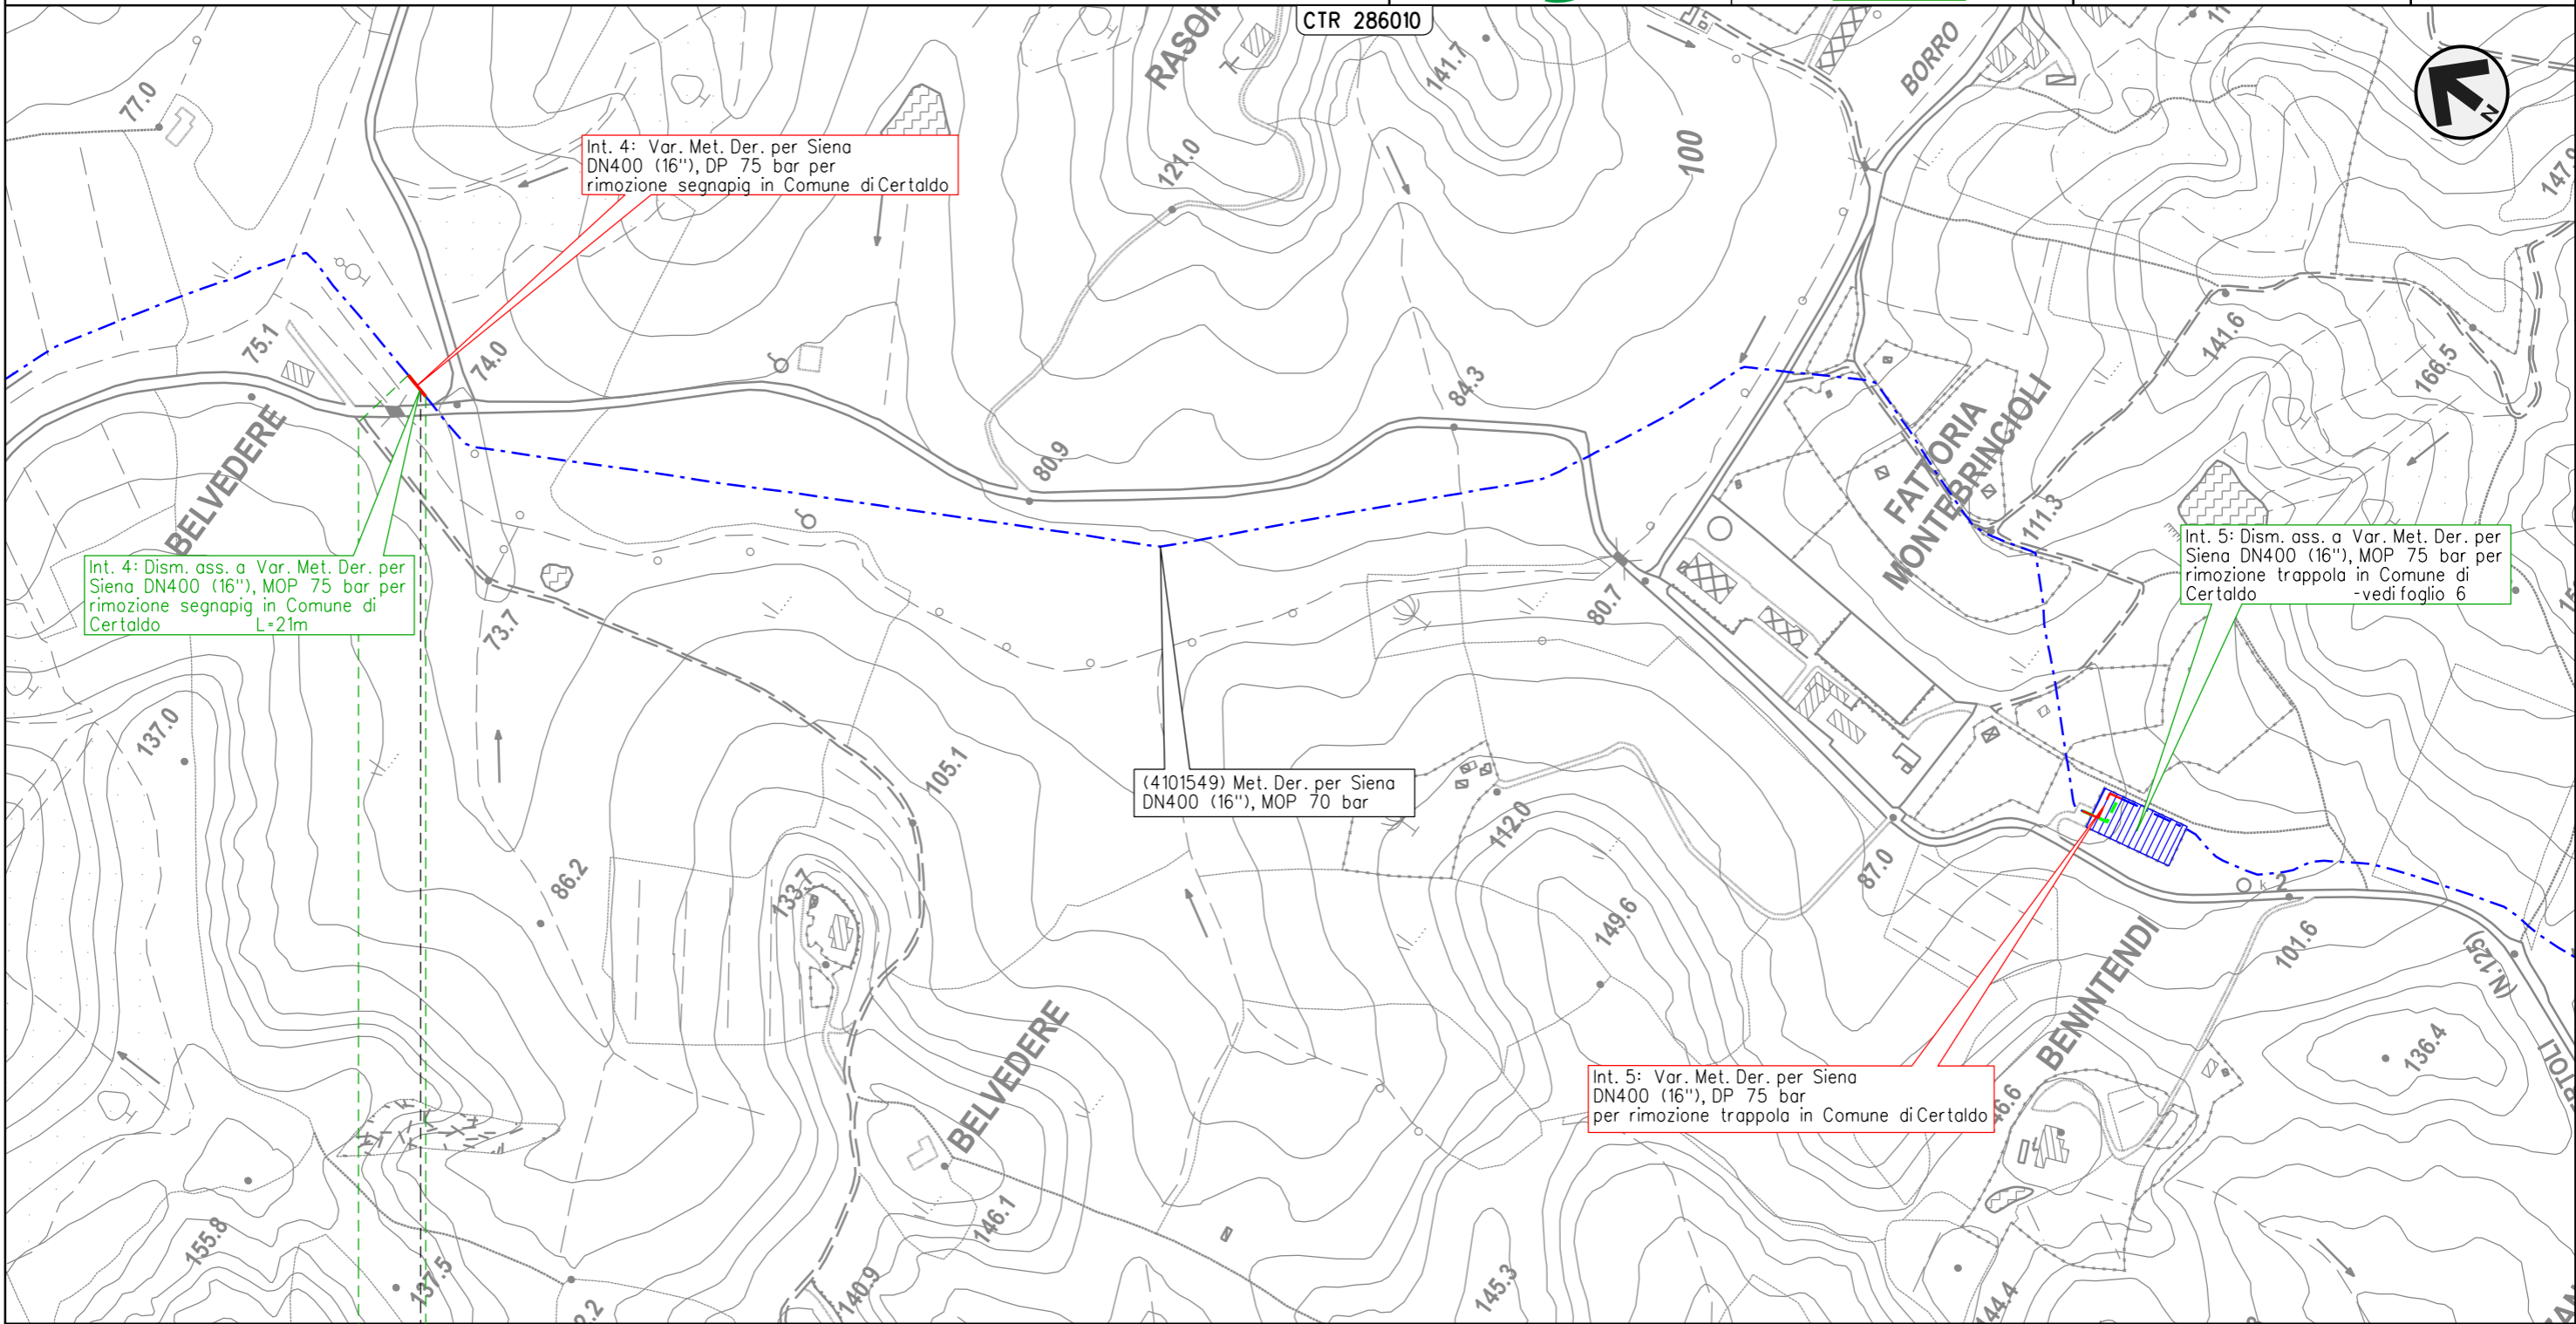 CTR 286010
RASOIA
BORRO
N
77.0
141.7
121.0
100
Int. 4: Var. Met. Der. per Siena
DN400 (16"), DP 75 bar per
rimozione segnapig in Comune di Certaldo
75.1
74.0
84.3
80.9
141.6
166.5
BELVEDERE
FATTORIA
MONTEBRINCIOLI
111.3
Int. 4: Dism. ass. a Var. Met. Der. per
Siena DN400 (16"), MOP 75 bar per
rimozione segnapig in Comune di
Certaldo L=21m
Int. 5: Dism. ass. a Var. Met. Der. per
Siena DN400 (16"), MOP 75 bar per
rimozione trappola in Comune di
Certaldo -vedi foglio 6
73.7
80.7
137.0
105.1
(4101549) Met. Der. per Siena
DN400 (16"), MOP 70 bar
112.0
86.2
133.7
87.0
149.6
k 2
101.6
(N.125)
BENINTENDI
136.4
BELVEDERE
Int. 5: Var. Met. Der. per Siena
DN400 (16"), DP 75 bar
per rimozione trappola in Comune di Certaldo
146.1
155.8
137.5
140.9
145.3